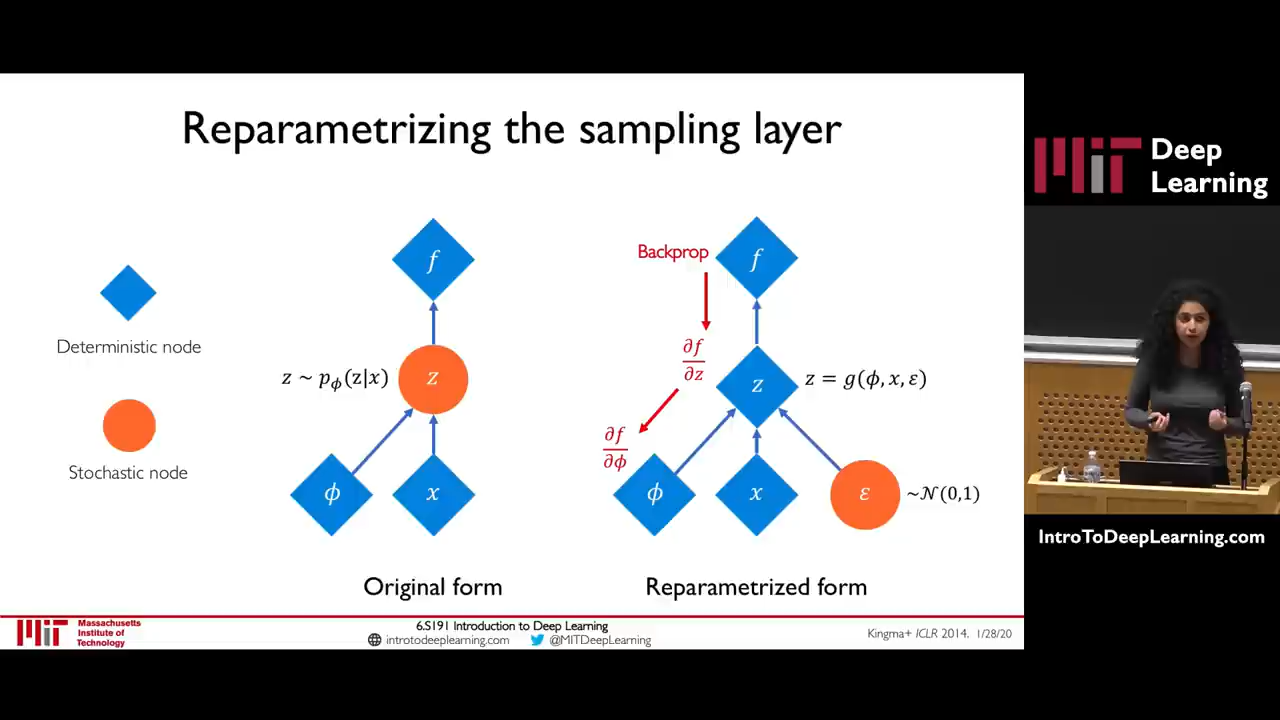 Reparametrizing the sampling layer
Deterministic node
Stochastic node
f
z ~ p_ϕ(z|x)
z
ϕ
x
Original form
Backprop
f
∂f/∂z
z
z = g(ϕ, x, ε)
∂f/∂ϕ
ϕ
x
ε
~𝒩(0,1)
Reparametrized form
MIT
Massachusetts
Institute of
Technology
6.S191 Introduction to Deep Learning
introtodeeplearning.com
@MITDeepLearning
Kingma+ ICLR 2014. 1/28/20
MIT
Deep
Learning
IntroToDeepLearning.com